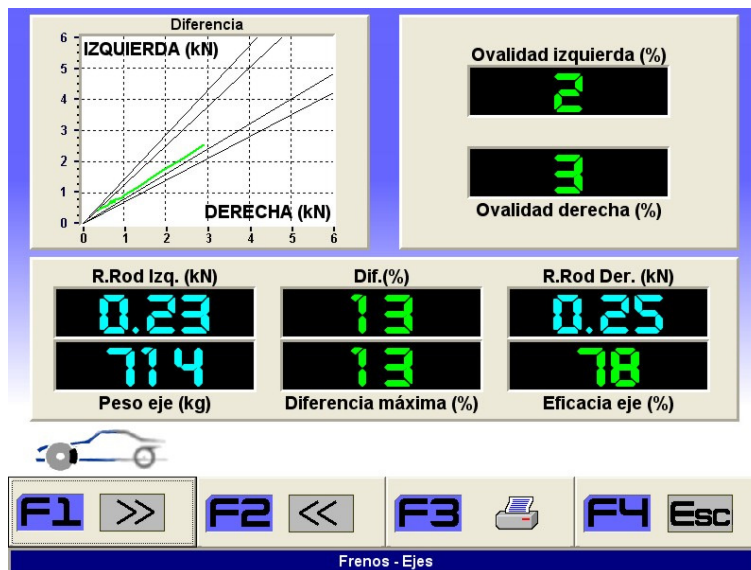 Diferencia
6
IZQUIERDA (kN)
5
4
3
2
1
0
DERECHA (kN)
0 1 2 3 4 5 6
Ovalidad izquierda (%)
2
3
Ovalidad derecha (%)
R.Rod Izq. (kN) Dif.(%) R.Rod Der. (kN)
0.23 13 0.25
714 13 78
Peso eje (kg) Diferencia máxima (%) Eficacia eje (%)
F1 >> F2 << F3 F4 Esc
Frenos - Ejes